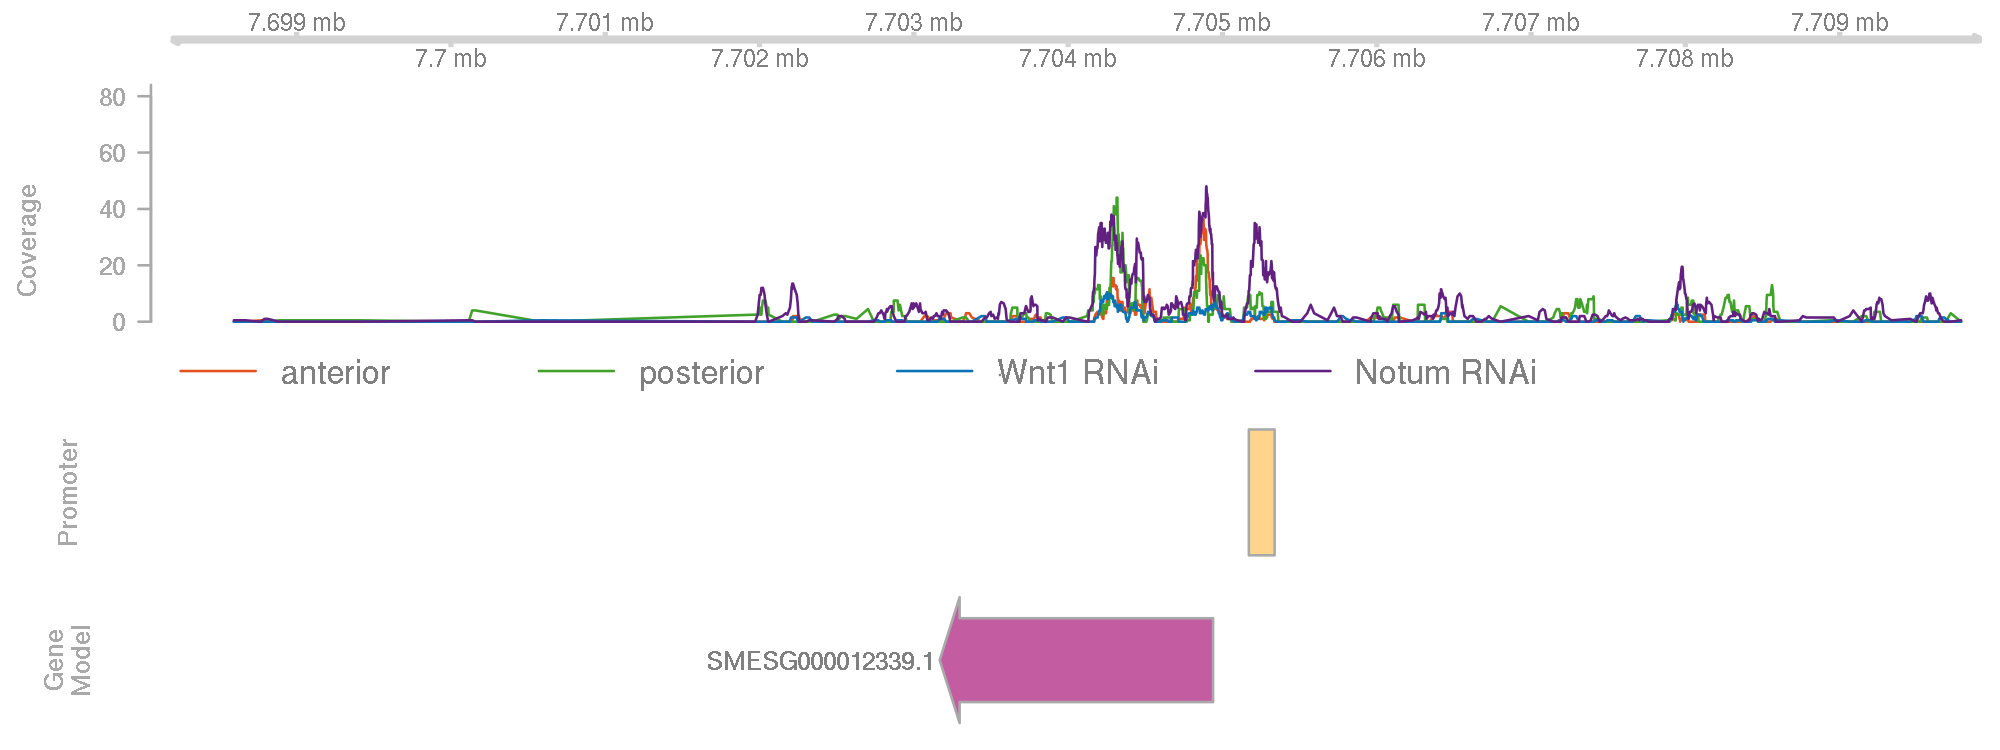 7.699 mb 7.701 mb 7.703 mb 7.705 mb 7.707 mb 7.709 mb
7.7 mb 7.702 mb 7.704 mb 7.706 mb 7.708 mb
80
60
40
20
0
Coverage
anterior posterior Wnt1 RNAi Notum RNAi
Promoter
Gene
Model
SMESG000012339.1